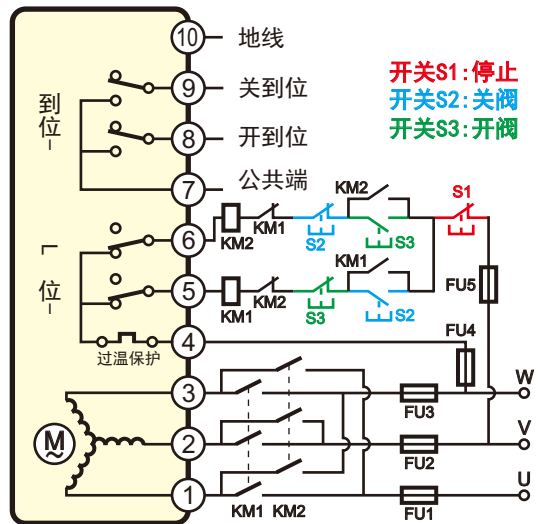 10 地线
9 关到位
8 开到位
7 公共端
到位-
开关S1:停止
开关S2:关阀
开关S3:开阀
KM2
S1
6
KM2
KM1
S2
S3
位-
KM1
5
KM1
KM2
S3
S2
FU5
4
过温保护
FU4
3
FU3
W
M
~
2
FU2
V
1
KM1
KM2
FU1
U